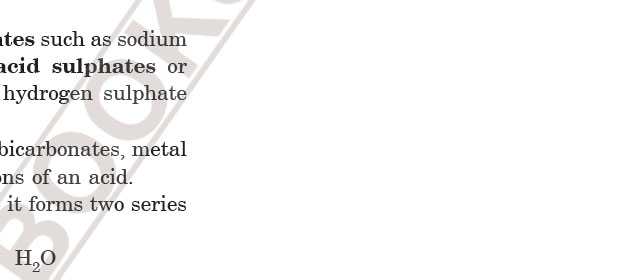 ates such as sodium
acid sulphates or
hydrogen sulphate
bicarbonates, metal
ons of an acid.
it forms two series
H₂O
BOOK